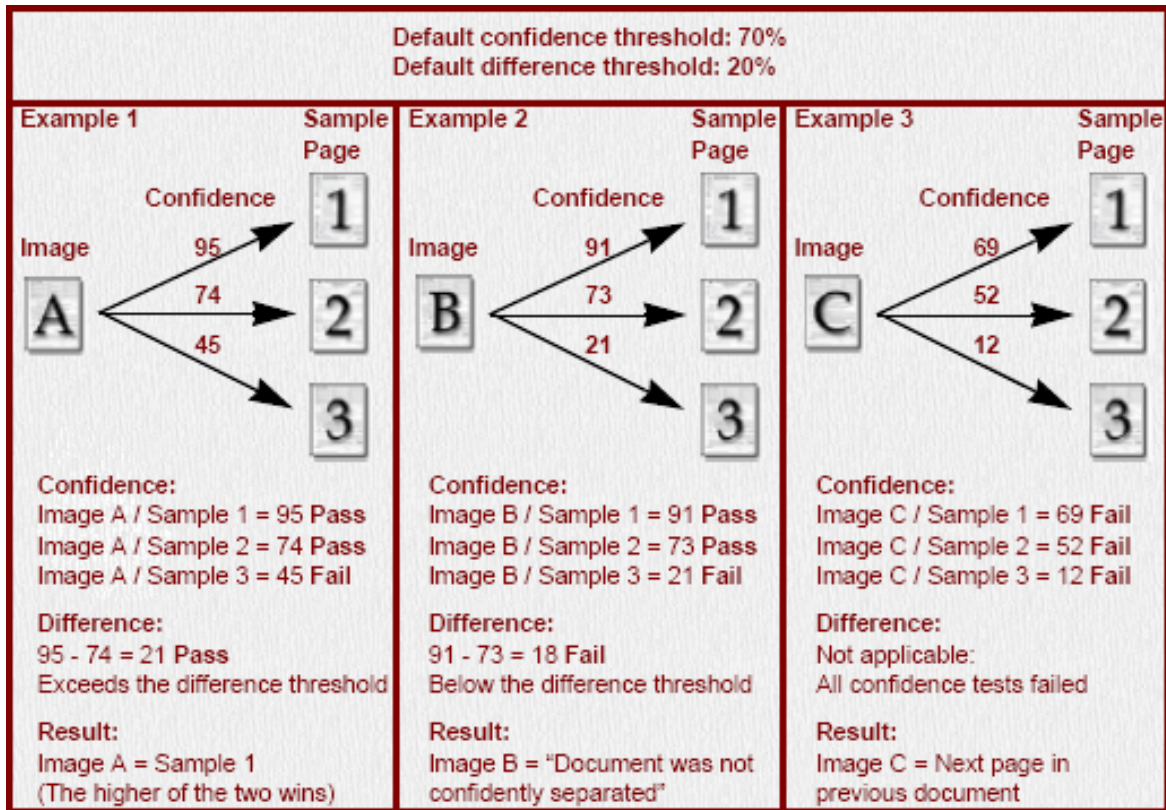 Default confidence threshold: 70%
Default difference threshold: 20%
Example 1
Sample
Page
Confidence
Image
A
95
74
45
1
2
3
Confidence:
Image A / Sample 1 = 95 Pass
Image A / Sample 2 = 74 Pass
Image A / Sample 3 = 45 Fail
Difference:
95 - 74 = 21 Pass
Exceeds the difference threshold
Result:
Image A = Sample 1
(The higher of the two wins)
Example 2
Sample
Page
Confidence
Image
B
91
73
21
1
2
3
Confidence:
Image B / Sample 1 = 91 Pass
Image B / Sample 2 = 73 Pass
Image B / Sample 3 = 21 Fail
Difference:
91 - 73 = 18 Fail
Below the difference threshold
Result:
Image B = “Document was not
confidently separated”
Example 3
Sample
Page
Confidence
Image
C
69
52
12
1
2
3
Confidence:
Image C / Sample 1 = 69 Fail
Image C / Sample 2 = 52 Fail
Image C / Sample 3 = 12 Fail
Difference:
Not applicable:
All confidence tests failed
Result:
Image C = Next page in
previous document